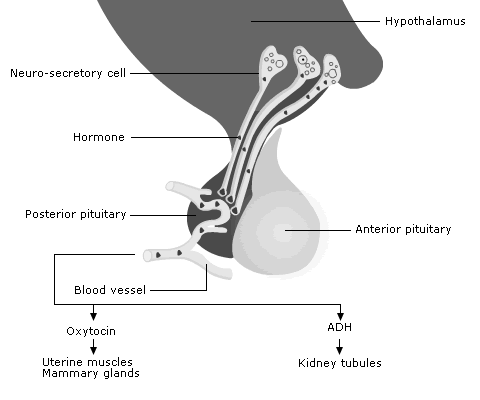 Hypothalamus
Neuro-secretory cell
Hormone
Posterior pituitary
Anterior pituitary
Blood vessel
Oxytocin
ADH
Uterine muscles
Mammary glands
Kidney tubules